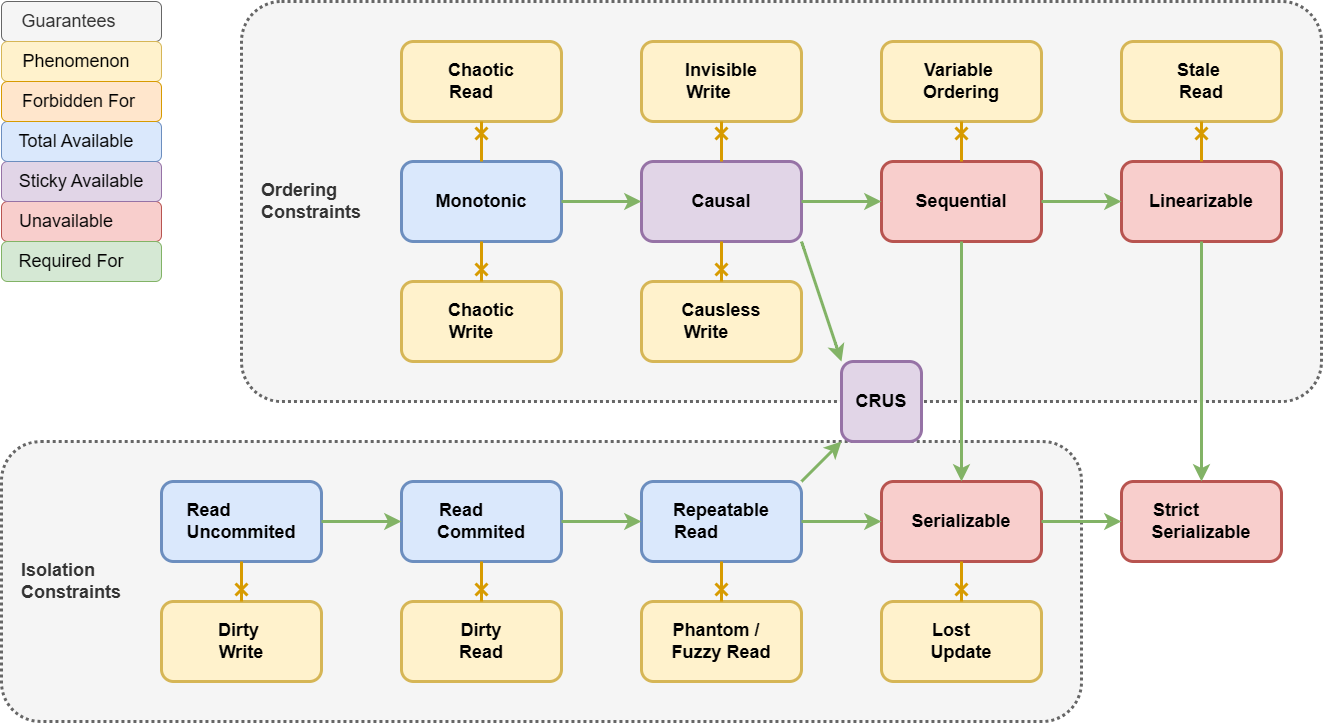 Guarantees
Phenomenon
Forbidden For
Total Available
Sticky Available
Unavailable
Required For
Chaotic
Read
Invisible
Write
Variable
Ordering
Stale
Read
Ordering
Constraints
Monotonic
Causal
Sequential
Linearizable
Chaotic
Write
Causless
Write
CRUS
Read
Uncommited
Read
Commited
Repeatable
Read
Serializable
Strict
Serializable
Isolation
Constraints
Dirty
Write
Dirty
Read
Phantom /
Fuzzy Read
Lost
Update